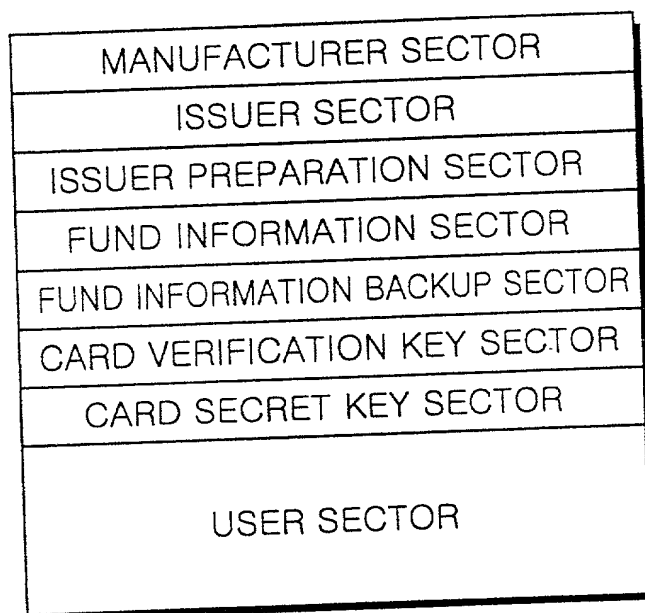 MANUFACTURER SECTOR
ISSUER SECTOR
ISSUER PREPARATION SECTOR
FUND INFORMATION SECTOR
FUND INFORMATION BACKUP SECTOR
CARD VERIFICATION KEY SECTOR
CARD SECRET KEY SECTOR
USER SECTOR